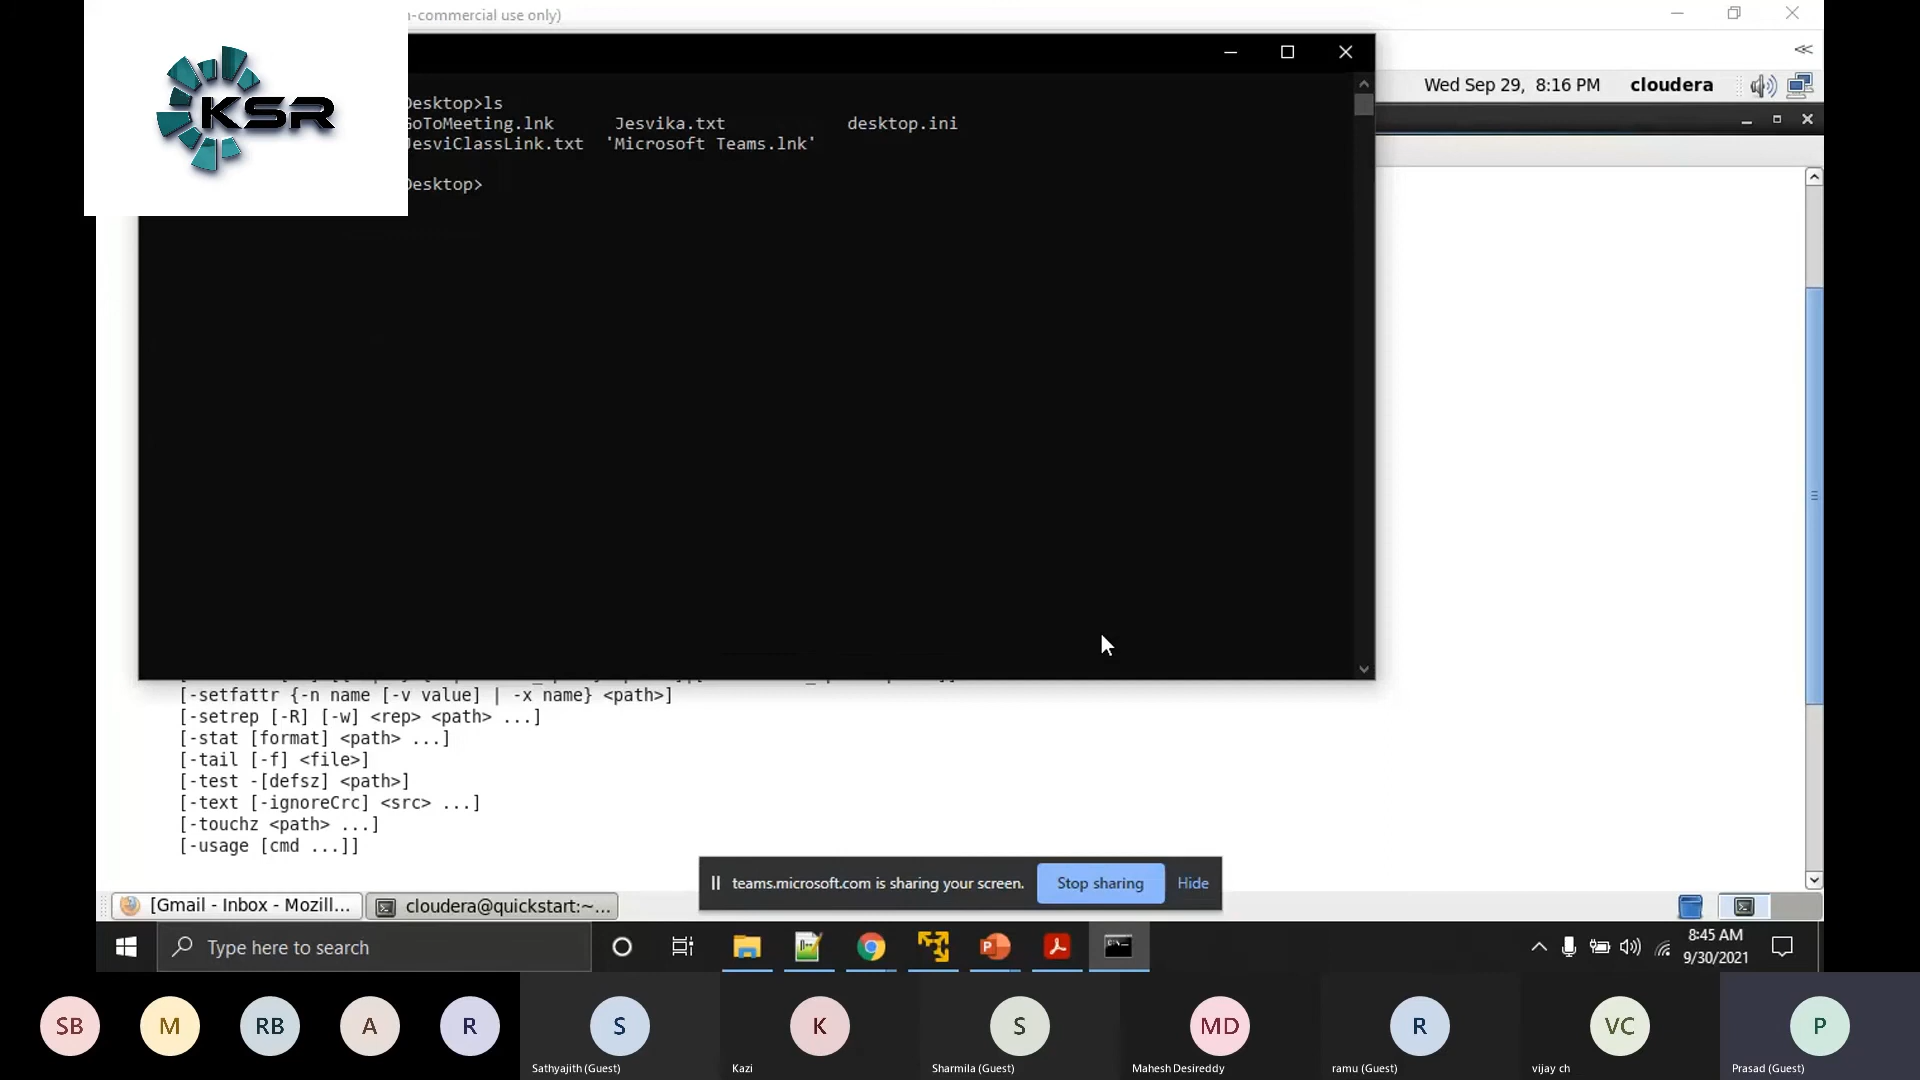 n-commercial use only)
KSR
Wed Sep 29, 8:16 PM cloudera
Desktop>ls
GoToMeeting.lnk Jesvika.txt desktop.ini
JesviClassLink.txt 'Microsoft Teams.lnk'
Desktop>
[-setfattr {-n name [-v value] | -x name} <path>]
[-setrep [-R] [-w] <rep> <path> ...]
[-stat [format] <path> ...]
[-tail [-f] <file>]
[-test -[defsz] <path>]
[-text [-ignoreCrc] <src> ...]
[-touchz <path> ...]
[-usage [cmd ...]]
teams.microsoft.com is sharing your screen. Stop sharing Hide
[Gmail - Inbox - Mozill... cloudera@quickstart:~...
Type here to search
8:45 AM
9/30/2021
SB M RB A R S K S MD R VC P
Sathyajith (Guest) Kazi Sharmila (Guest) Mahesh Desireddy ramu (Guest) vijay ch Prasad (Guest)